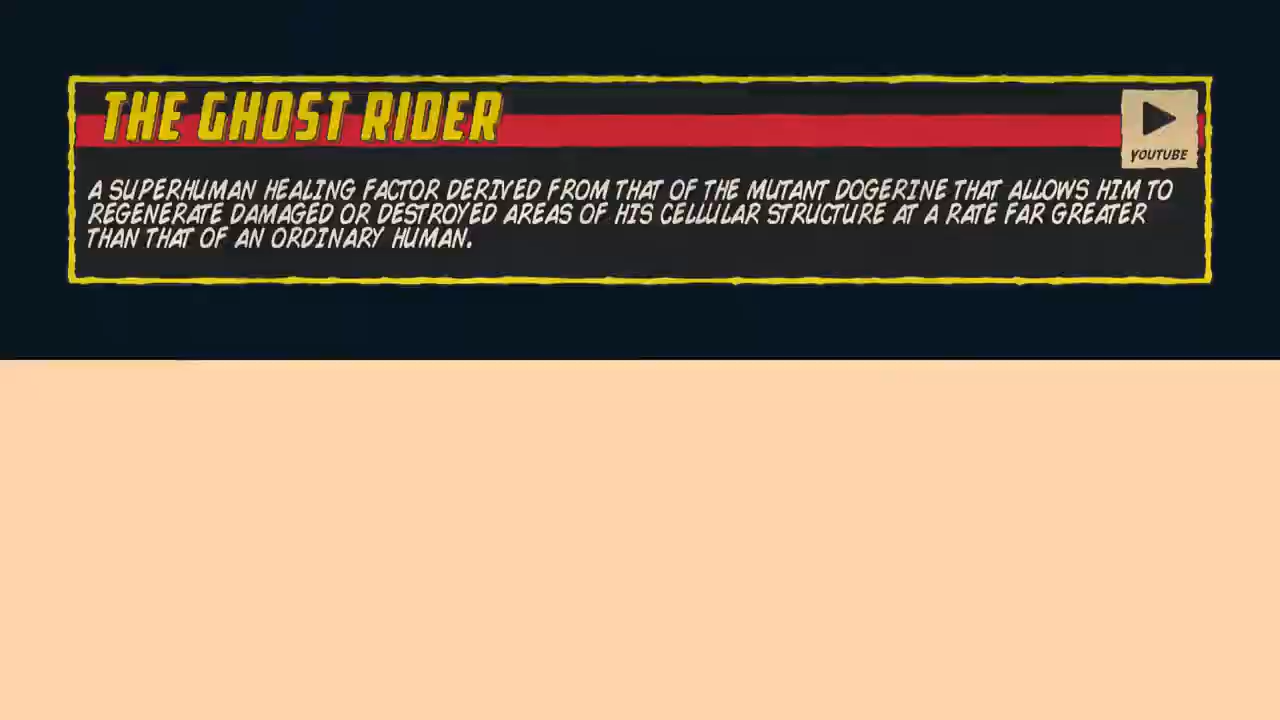 THE GHOST RIDER
YOUTUBE
A SUPERHUMAN HEALING FACTOR DERIVED FROM THAT OF THE MUTANT DOGERINE THAT ALLOWS HIM TO
REGENERATE DAMAGED OR DESTROYED AREAS OF HIS CELLULAR STRUCTURE AT A RATE FAR GREATER
THAN THAT OF AN ORDINARY HUMAN.